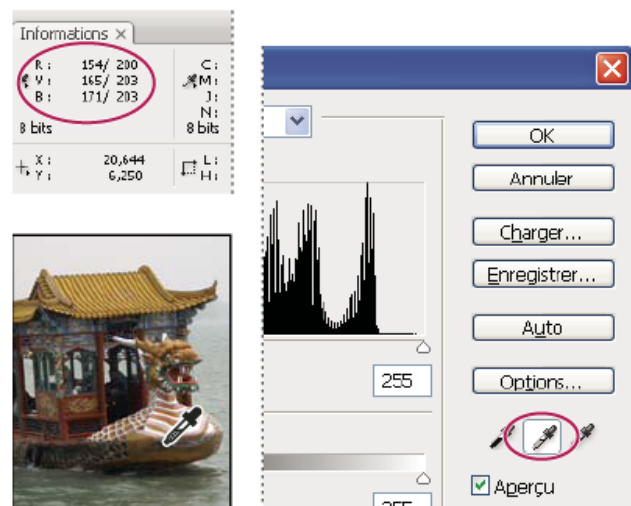 Informations ×
R : 154/ 200
V : 165/ 203
B : 171/ 203
8 bits
C :
M :
J :
N :
8 bits
X : 20,644
Y : 6,250
L :
H :
OK
Annuler
Charger...
Enregistrer...
Auto
Options...
255
Aperçu
255